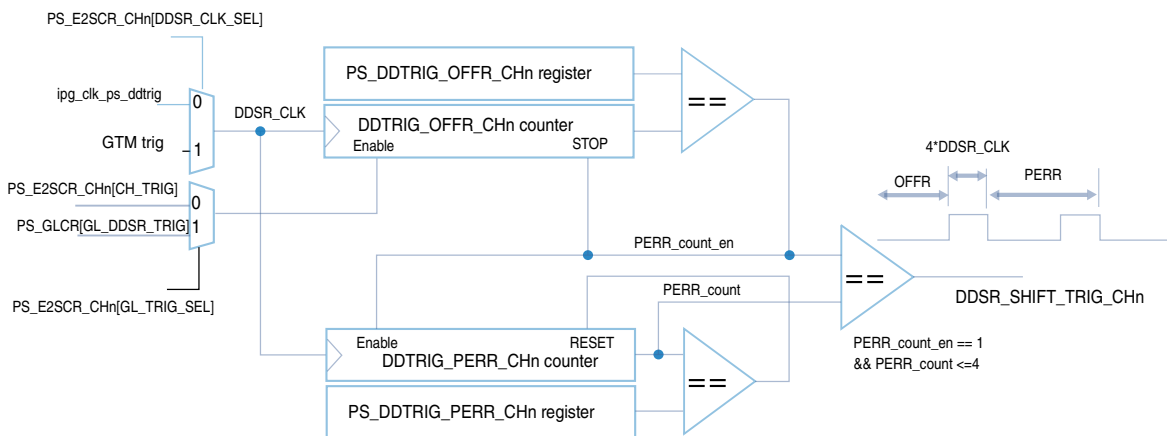 PS_E2SCR_CHn[DDSR_CLK_SEL]
ipg_clk_ps_ddtrig
0
GTM trig
1
DDSR_CLK
PS_E2SCR_CHn[CH_TRIG]
0
PS_GLCR[GL_DDSR_TRIG]
1
PS_E2SCR_CHn[GL_TRIG_SEL]
PS_DDTRIG_OFFR_CHn register
DDTRIG_OFFR_CHn counter
Enable
STOP
==
PERR_count_en
PERR_count
Enable
RESET
DDTRIG_PERR_CHn counter
PS_DDTRIG_PERR_CHn register
==
==
4*DDSR_CLK
OFFR
PERR
DDSR_SHIFT_TRIG_CHn
PERR_count_en == 1
&& PERR_count <=4